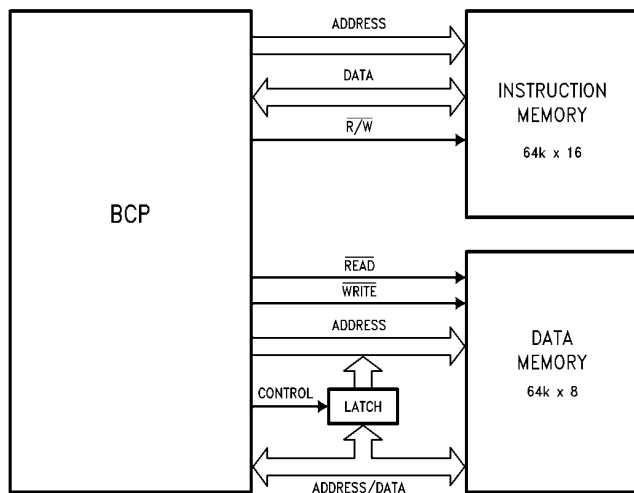 ADDRESS
DATA
R/W
INSTRUCTION
MEMORY
64k x 16
BCP
READ
WRITE
ADDRESS
DATA
MEMORY
64k x 8
CONTROL
LATCH
ADDRESS/DATA